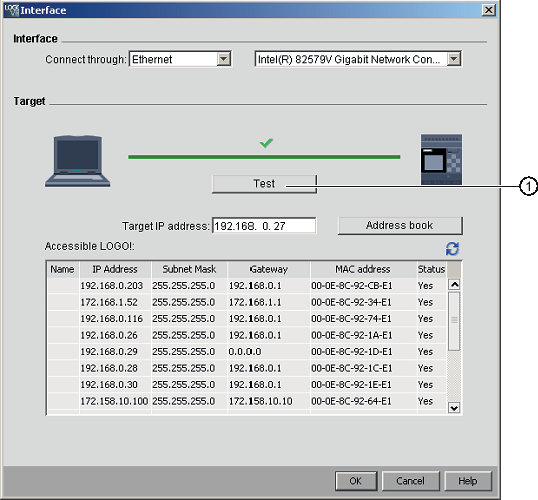 LOGO Interface
Interface
Connect through: Ethernet Intel(R) 82579V Gigabit Network Con...
Target
Test
1
Target IP address: 192.168. 0. 27 Address book
Accessible LOGO!:
Name IP Address Subnet Mask Gateway MAC address Status
192.168.0.203 255.255.255.0 192.168.0.1 00-0E-8C-92-CB-E1 Yes
172.168.1.52 255.255.255.0 172.168.1.1 00-0E-8C-92-34-E1 Yes
192.168.0.116 255.255.255.0 192.168.0.1 00-0E-8C-92-74-E1 Yes
192.168.0.26 255.255.255.0 192.168.0.1 00-0E-8C-92-1A-E1 Yes
192.168.0.29 255.255.255.0 0.0.0.0 00-0E-8C-92-1D-E1 Yes
192.168.0.28 255.255.255.0 192.168.0.1 00-0E-8C-92-1C-E1 Yes
192.168.0.30 255.255.255.0 192.168.0.1 00-0E-8C-92-1E-E1 Yes
172.158.10.100 255.255.255.0 172.158.10.10 00-0E-8C-92-64-E1 Yes
OK Cancel Help